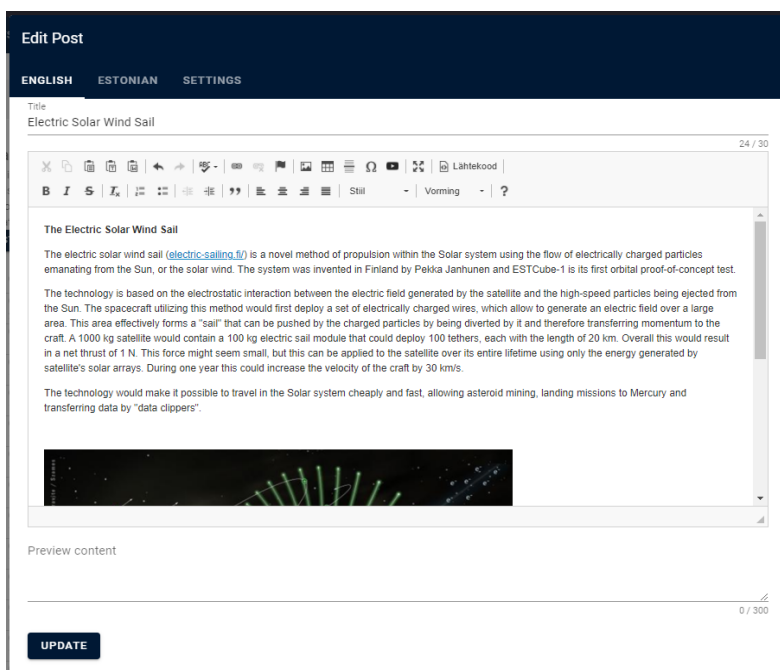 Edit Post
ENGLISH ESTONIAN SETTINGS
Title
Electric Solar Wind Sail
24 / 30
Lähtekood
B I S Ix Stiil Vorming ?
The Electric Solar Wind Sail
The electric solar wind sail (electric-sailing.fi/) is a novel method of propulsion within the Solar system using the flow of electrically charged particles
emanating from the Sun, or the solar wind. The system was invented in Finland by Pekka Janhunen and ESTCube-1 is its first orbital proof-of-concept test.
The technology is based on the electrostatic interaction between the electric field generated by the satellite and the high-speed particles being ejected from
the Sun. The spacecraft utilizing this method would first deploy a set of electrically charged wires, which allow to generate an electric field over a large
area. This area effectively forms a "sail" that can be pushed by the charged particles by being diverted by it and therefore transferring momentum to the
craft. A 1000 kg satellite would contain a 100 kg electric sail module that could deploy 100 tethers, each with the length of 20 km. Overall this would result
in a net thrust of 1 N. This force might seem small, but this can be applied to the satellite over its entire lifetime using only the energy generated by
satellite's solar arrays. During one year this could increase the velocity of the craft by 30 km/s.
The technology would make it possible to travel in the Solar system cheaply and fast, allowing asteroid mining, landing missions to Mercury and
transferring data by "data clippers".
Preview content
0 / 300
UPDATE